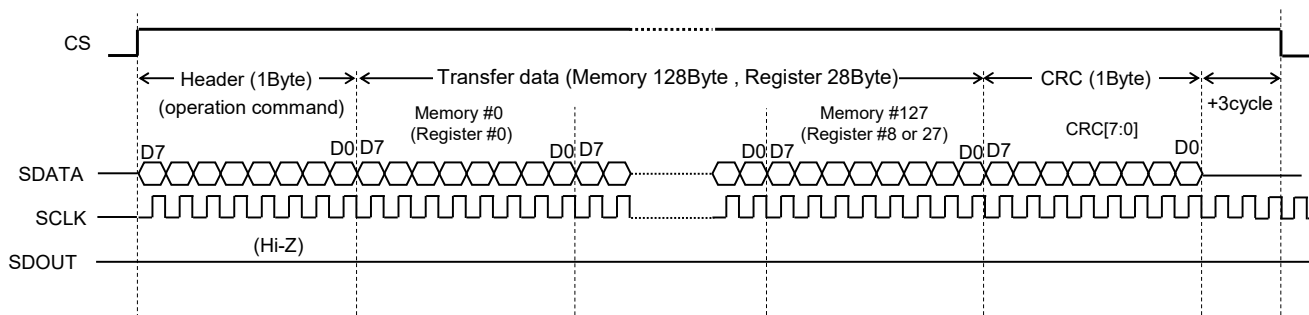 CS
Header (1Byte)
(operation command)
Transfer data (Memory 128Byte , Register 28Byte)
CRC (1Byte)
+3cycle
Memory #0
(Register #0)
Memory #127
(Register #8 or 27)
CRC[7:0]
SDATA
D7
D0
D7
D0
D7
D0
D7
D0
D7
D0
SCLK
(Hi-Z)
SDOUT